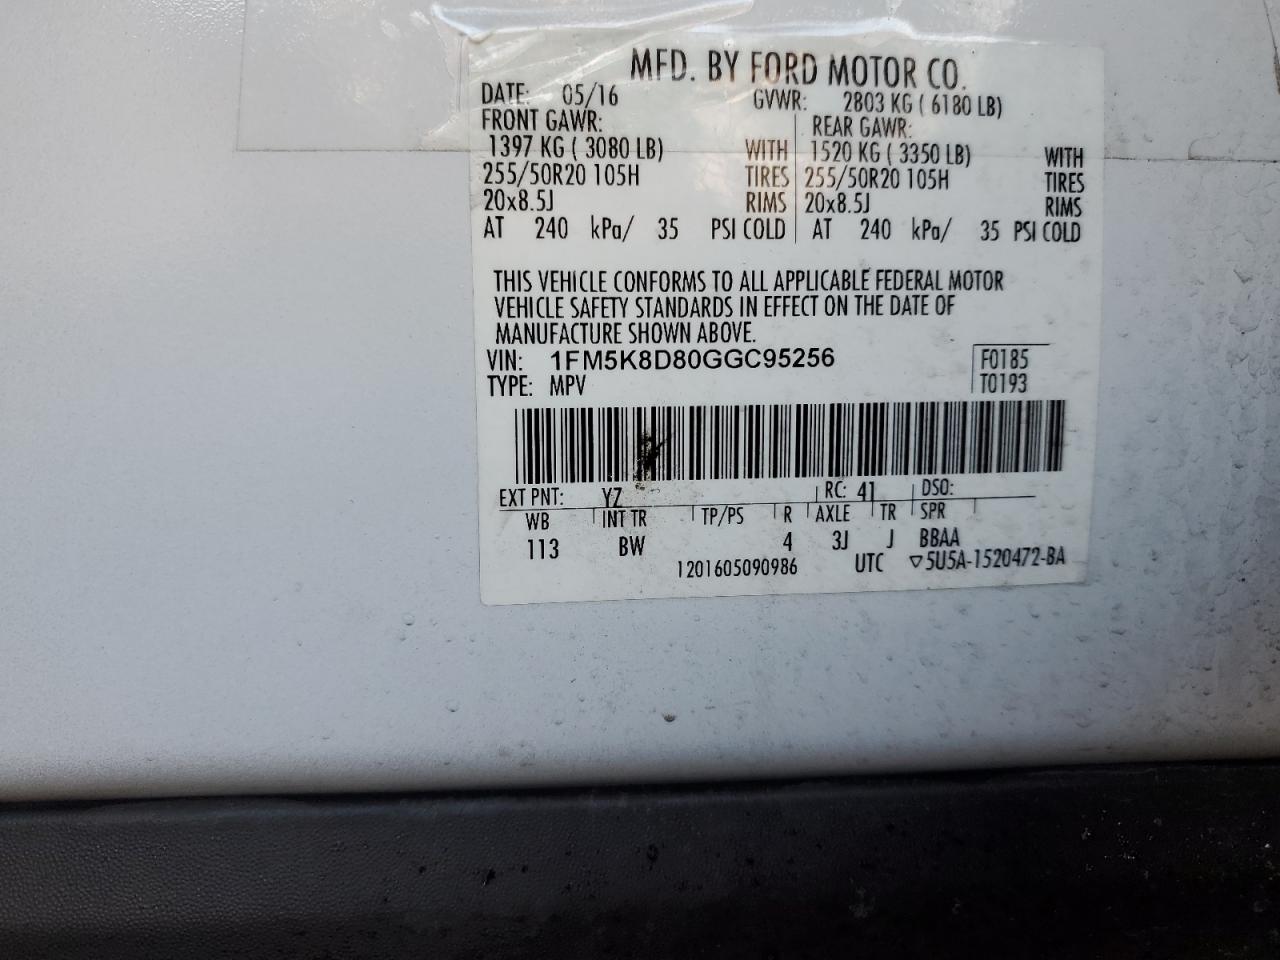 MFD. BY FORD MOTOR CO.
DATE: 05/16 GVWR: 2803 KG ( 6180 LB)
FRONT GAWR: REAR GAWR:
1397 KG ( 3080 LB) WITH 1520 KG ( 3350 LB) WITH
255/50R20 105H TIRES 255/50R20 105H TIRES
20x8.5J RIMS 20x8.5J RIMS
AT 240 kPa/ 35 PSI COLD AT 240 kPa/ 35 PSI COLD
THIS VEHICLE CONFORMS TO ALL APPLICABLE FEDERAL MOTOR
VEHICLE SAFETY STANDARDS IN EFFECT ON THE DATE OF
MANUFACTURE SHOWN ABOVE.
VIN: 1FM5K8D80GGC95256 F0185
TYPE: MPV T0193
EXT PNT: YZ RC: 41 DSO:
WB INT TR TP/PS R AXLE TR SPR
113 BW 4 3J J BBAA
1201605090986 UTC ▽5U5A-1520472-BA